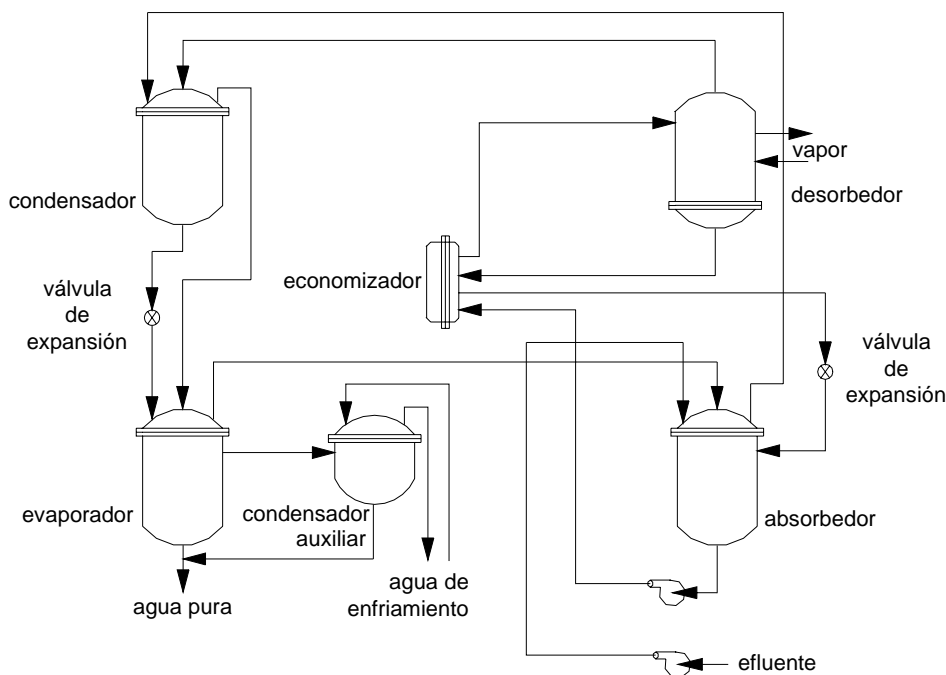 vapor
desorbedor
condensador
economizador
válvula
de
expansión
válvula
de
expansión
evaporador
condensador
auxiliar
absorbedor
agua pura
agua de
enfriamiento
efluente